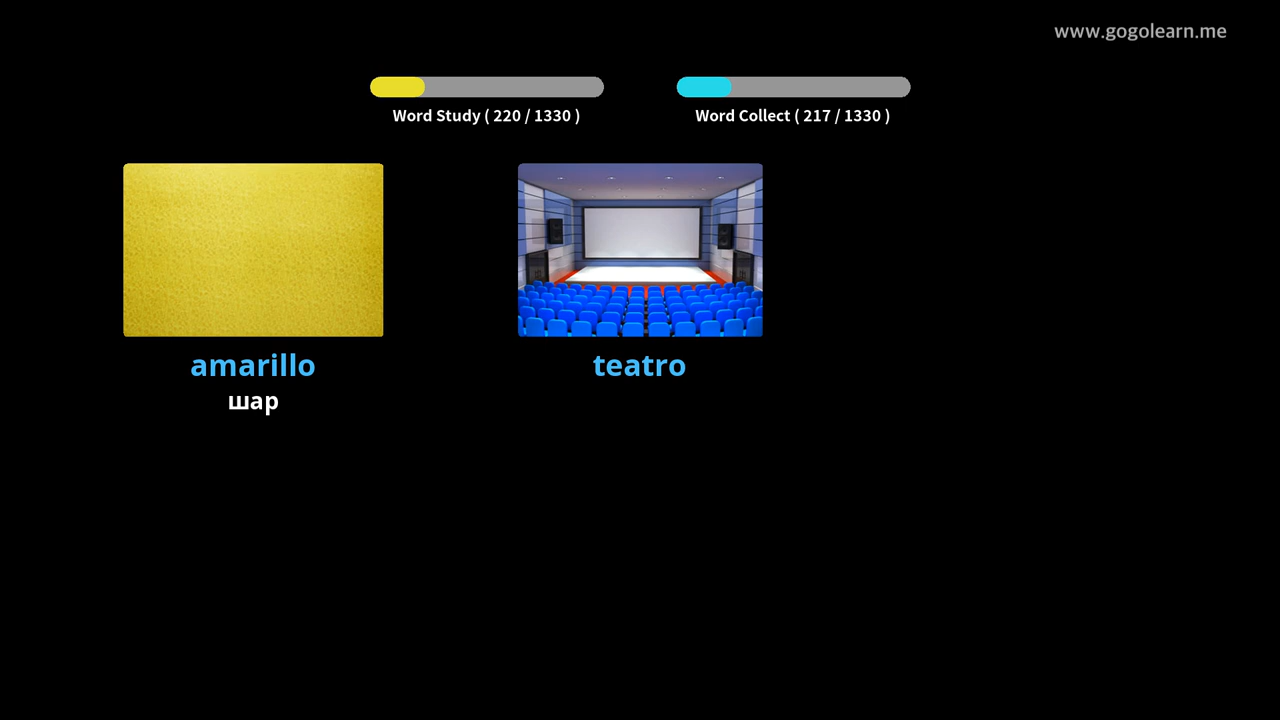 www.gogolearn.me
Word Study ( 220 / 1330 )
Word Collect ( 217 / 1330 )
amarillo
шар
teatro